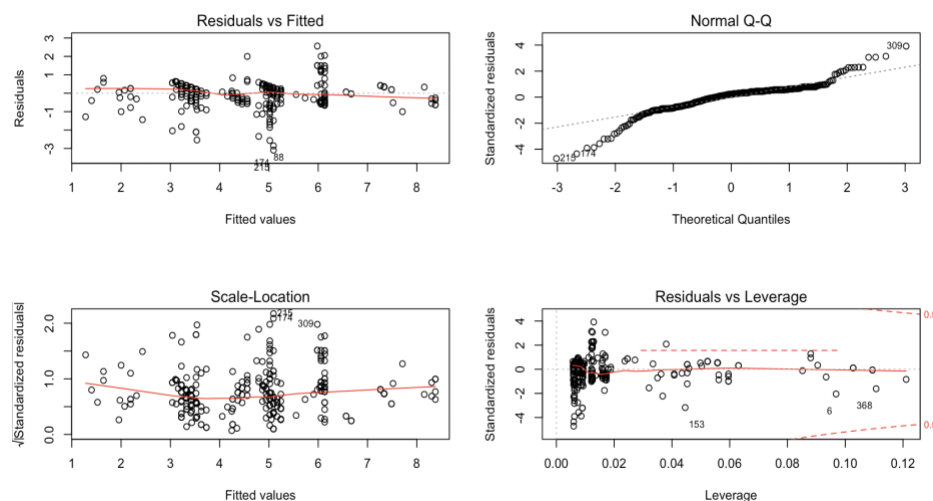 Residuals vs Fitted
Residuals
3
2
1
0
-1
-3
88
174
215
1 2 3 4 5 6 7 8
Fitted values
Normal Q-Q
Standardized residuals
4
2
0
-2
-4
309
215
174
-3 -2 -1 0 1 2 3
Theoretical Quantiles
Scale-Location
√|Standardized residuals|
2.0
1.0
0.0
215
174
309
1 2 3 4 5 6 7 8
Fitted values
Residuals vs Leverage
Standardized residuals
4
2
0
-2
-4
153
6
368
0.00 0.02 0.04 0.06 0.08 0.10 0.12
Leverage